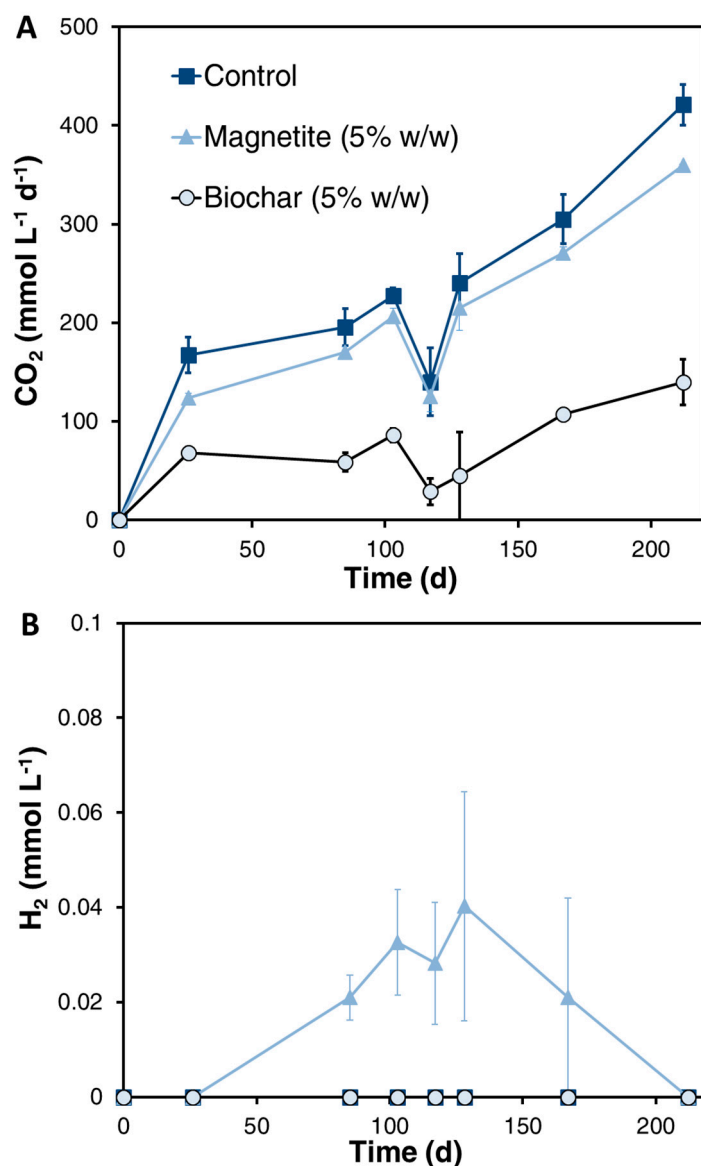 A
500
400
300
200
100
0
CO₂ (mmol L⁻¹ d⁻¹)
Control
Magnetite (5% w/w)
Biochar (5% w/w)
0 50 100 150 200
Time (d)
B
0.1
0.08
0.06
0.04
0.02
0
H₂ (mmol L⁻¹)
0 50 100 150 200
Time (d)